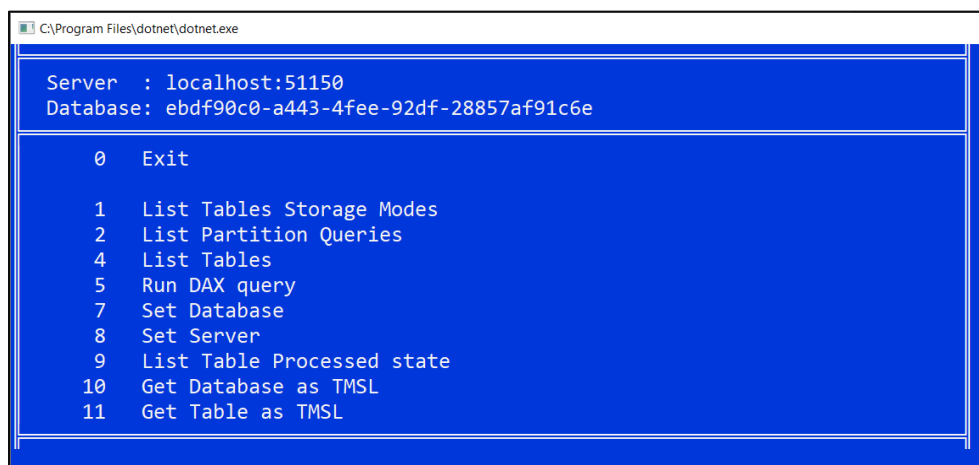 C:\Program Files\dotnet\dotnet.exe
Server : localhost:51150
Database: ebdf90c0-a443-4fee-92df-28857af91c6e
0 Exit
1 List Tables Storage Modes
2 List Partition Queries
4 List Tables
5 Run DAX query
7 Set Database
8 Set Server
9 List Table Processed state
10 Get Database as TMSL
11 Get Table as TMSL